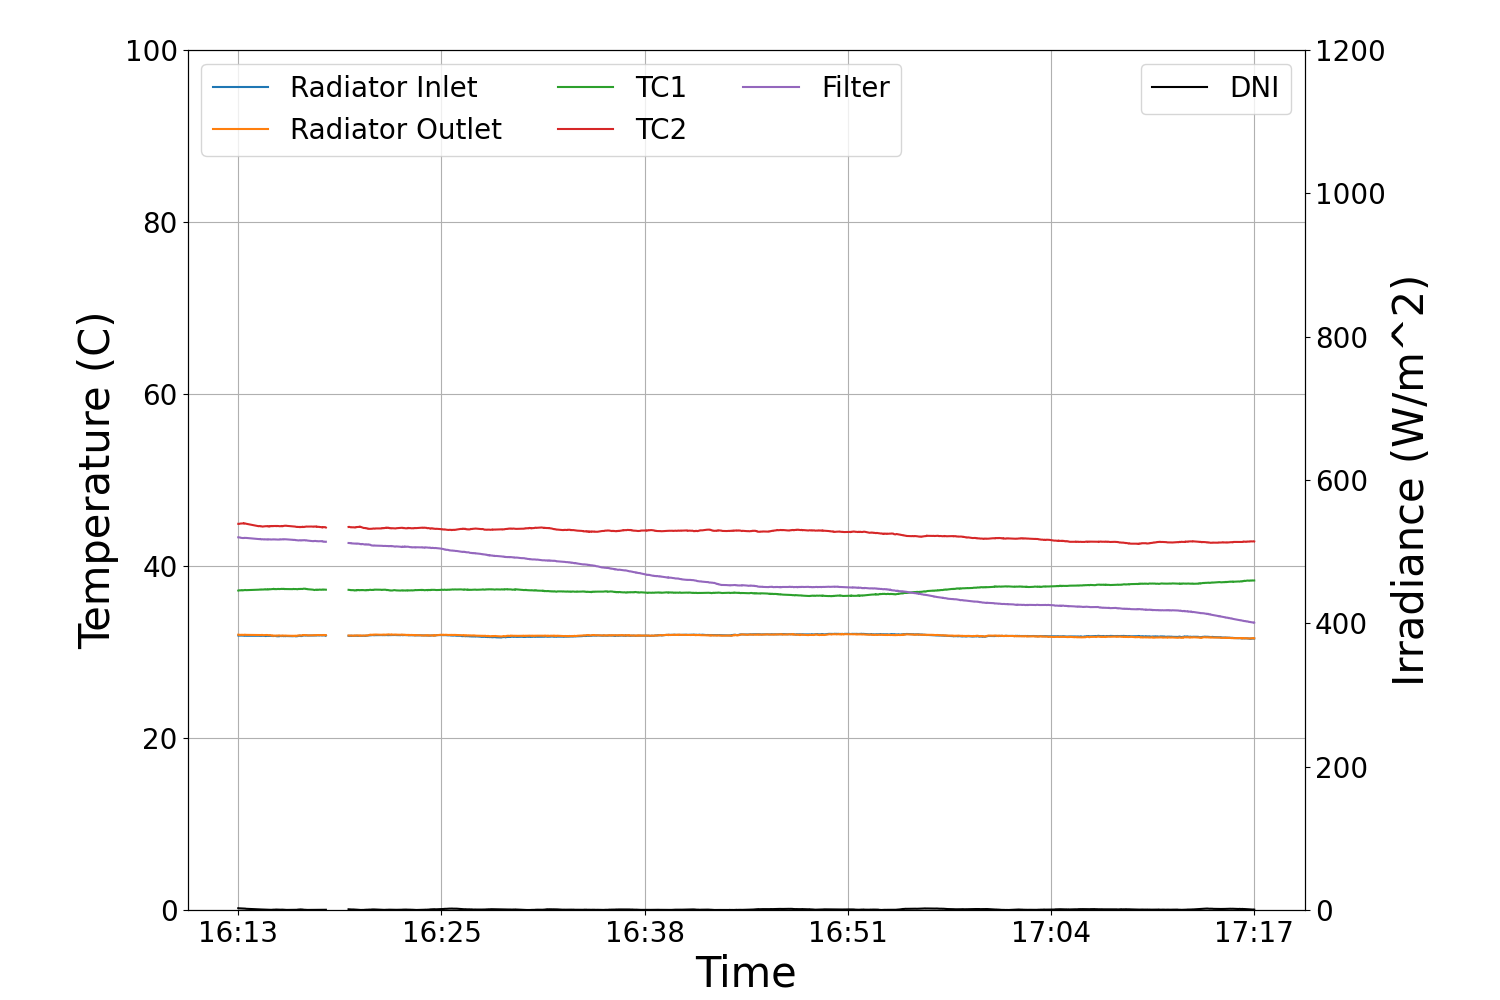 100
80
60
40
20
0
Temperature (C)
Radiator Inlet
Radiator Outlet
TC1
TC2
Filter
DNI
1200
1000
800
600
400
200
0
Irradiance (W/m^2)
16:13
16:25
16:38
16:51
17:04
17:17
Time